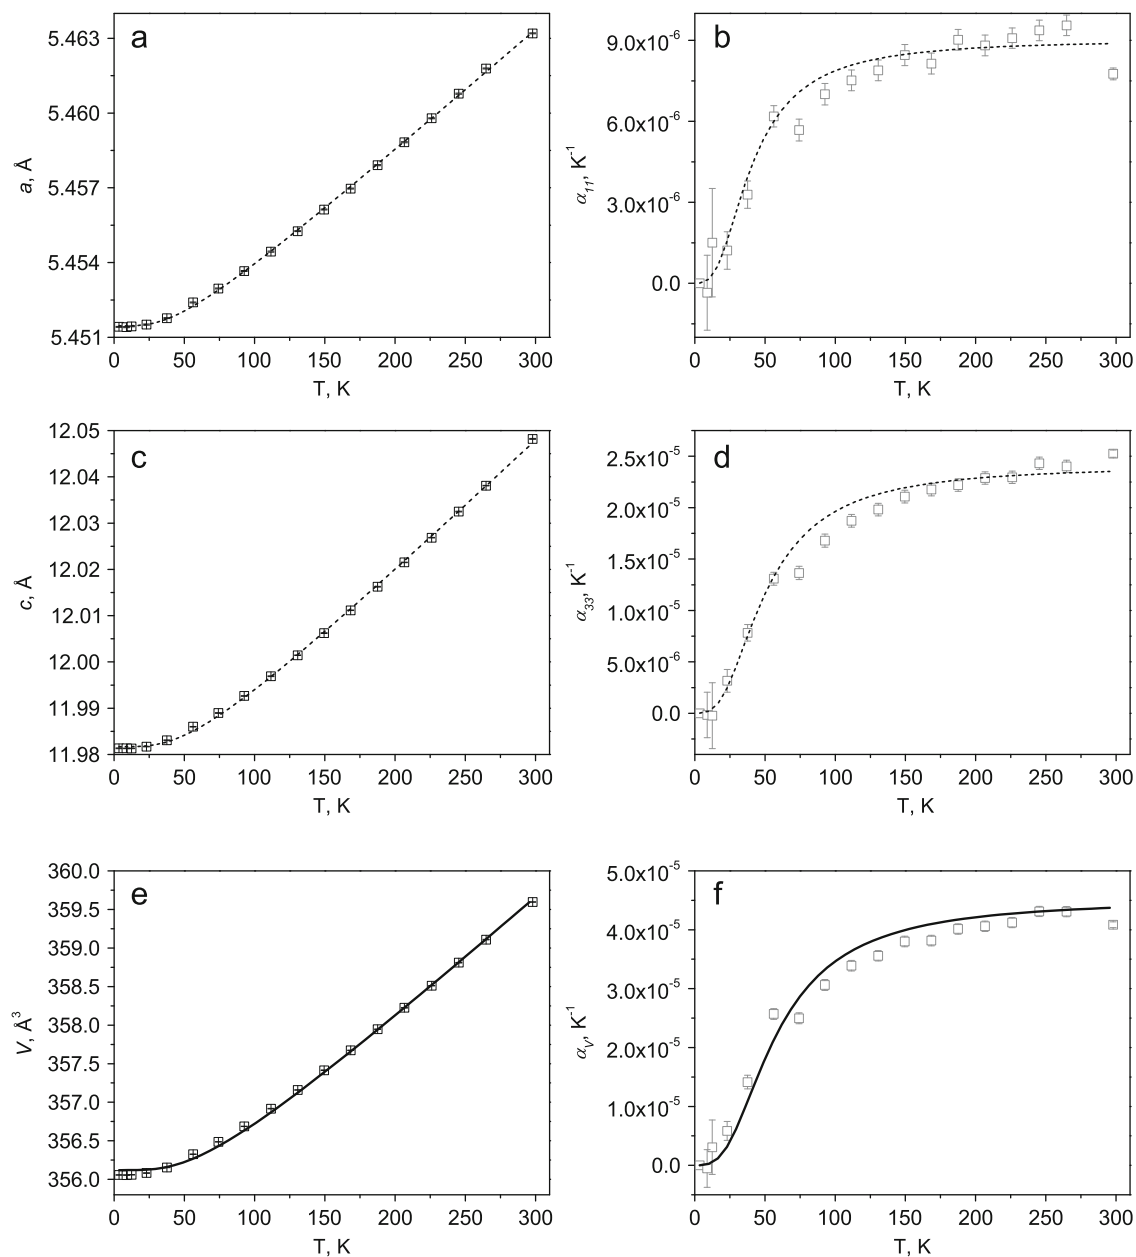 a
5.463
5.460
5.457
5.454
5.451
a, Å
0 50 100 150 200 250 300
T, K
b
9.0x10⁻⁶
6.0x10⁻⁶
3.0x10⁻⁶
0.0
α₁₁, K⁻¹
0 50 100 150 200 250 300
T, K
c
12.05
12.04
12.03
12.02
12.01
12.00
11.99
11.98
c, Å
0 50 100 150 200 250 300
T, K
d
2.5x10⁻⁵
2.0x10⁻⁵
1.5x10⁻⁵
1.0x10⁻⁵
5.0x10⁻⁶
0.0
α₃₃, K⁻¹
0 50 100 150 200 250 300
T, K
e
360.0
359.5
359.0
358.5
358.0
357.5
357.0
356.5
356.0
V, Å³
0 50 100 150 200 250 300
T, K
f
5.0x10⁻⁵
4.0x10⁻⁵
3.0x10⁻⁵
2.0x10⁻⁵
1.0x10⁻⁵
0.0
αV, K⁻¹
0 50 100 150 200 250 300
T, K